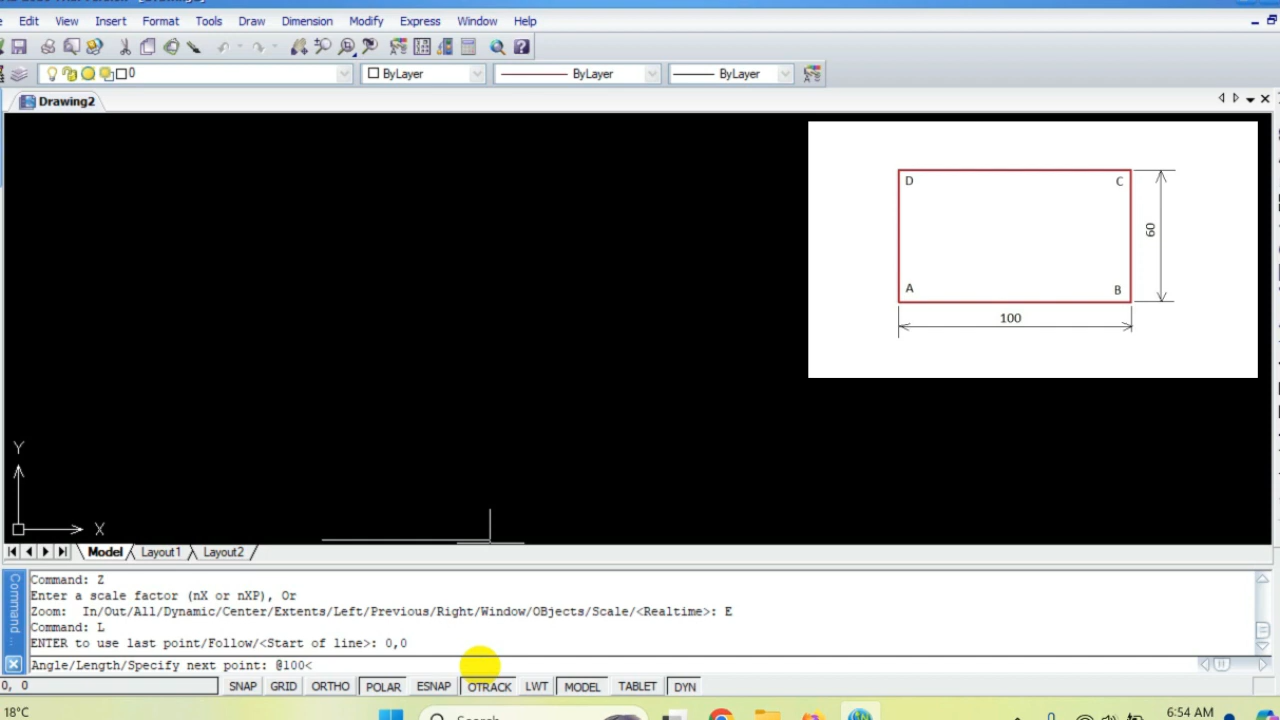 Edit View Insert Format Tools Draw Dimension Modify Express Window Help
0 ByLayer ByLayer ByLayer
Drawing2
D C
60
A B
100
Y
X
Model Layout1 Layout2
Command: Z
Enter a scale factor (nX or nXP), Or
Zoom: In/Out/All/Dynamic/Center/Extents/Left/Previous/Right/Window/OBjects/Scale/<Realtime>: E
Command: L
ENTER to use last point/Follow/<Start of line>: 0,0
Angle/Length/Specify next point: @100<
Command
0, 0 SNAP GRID ORTHO POLAR ESNAP OTRACK LWT MODEL TABLET DYN
18°C 6:54 AM